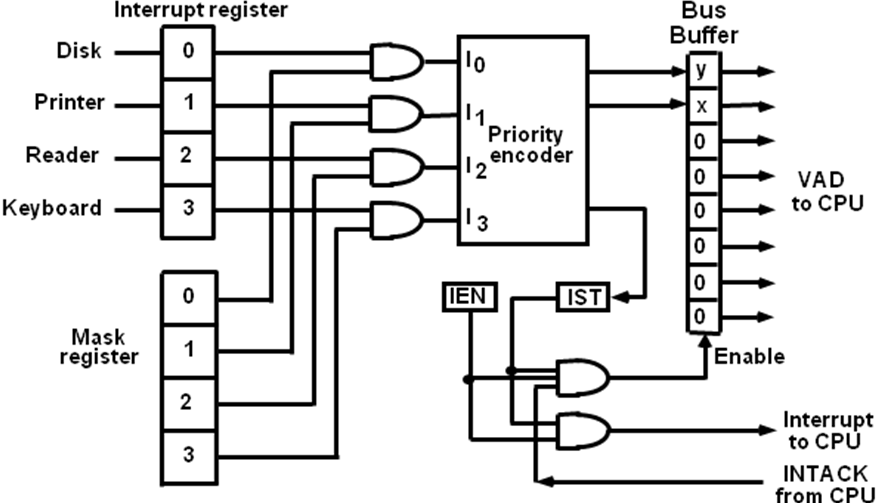 Interrupt register
Bus
Buffer
Disk
0
Printer
1
Reader
2
Keyboard
3
I0
I1
I2
I3
Priority
encoder
y
x
0
0
0
0
0
0
VAD
to CPU
Mask
register
0
1
2
3
IEN
IST
Enable
Interrupt
to CPU
INTACK
from CPU